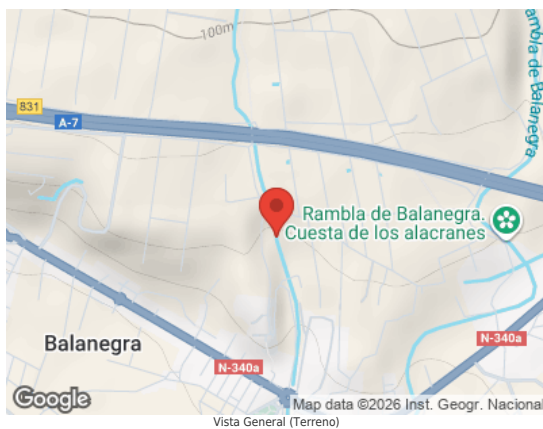 100m
Rambla de Balanegra
831
A-7
Rambla de Balanegra.
Cuesta de los alacranes
Balanegra
N-340a
N-340a
Google
Map data ©2026 Inst. Geogr. Nacional
Vista General (Terreno)